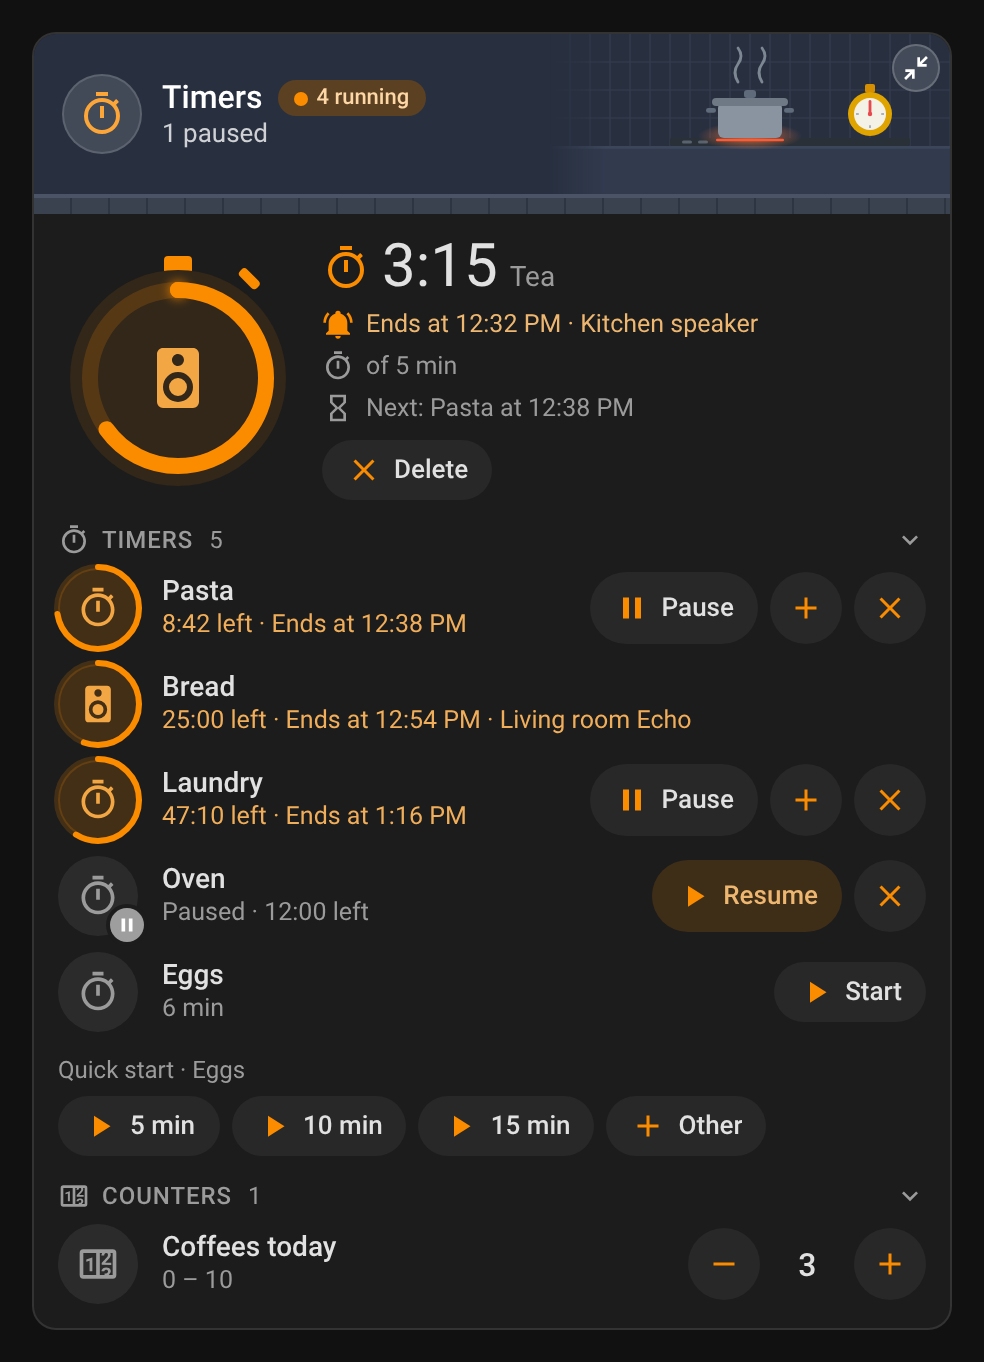 Timers
4 running
1 paused
3:15 Tea
Ends at 12:32 PM · Kitchen speaker
of 5 min
Next: Pasta at 12:38 PM
Delete
TIMERS 5
Pasta
8:42 left · Ends at 12:38 PM
Pause
Bread
25:00 left · Ends at 12:54 PM · Living room Echo
Laundry
47:10 left · Ends at 1:16 PM
Pause
Oven
Paused · 12:00 left
Resume
Eggs
6 min
Start
Quick start · Eggs
5 min
10 min
15 min
Other
COUNTERS 1
Coffees today
0 – 10
3